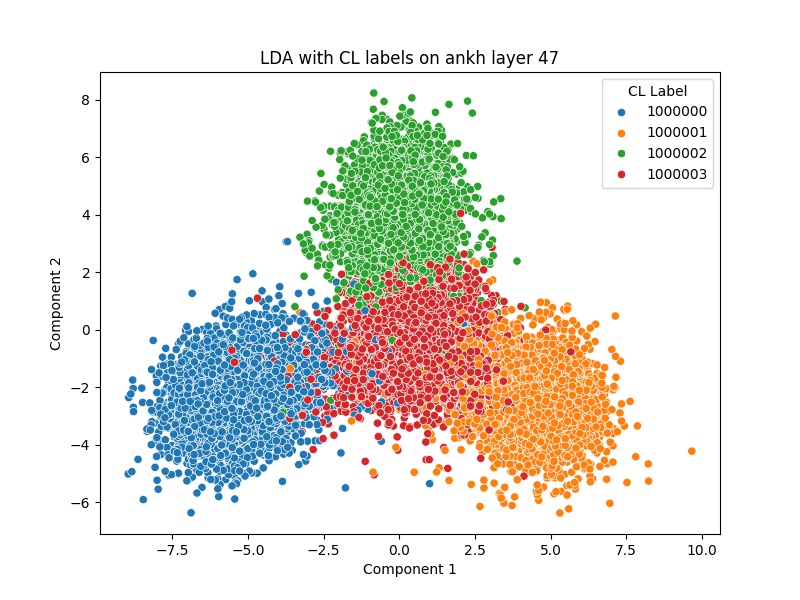 LDA with CL labels on ankh layer 47
CL Label
1000000
1000001
1000002
1000003
8
6
4
2
0
−2
−4
−6
Component 2
−7.5 −5.0 −2.5 0.0 2.5 5.0 7.5 10.0
Component 1